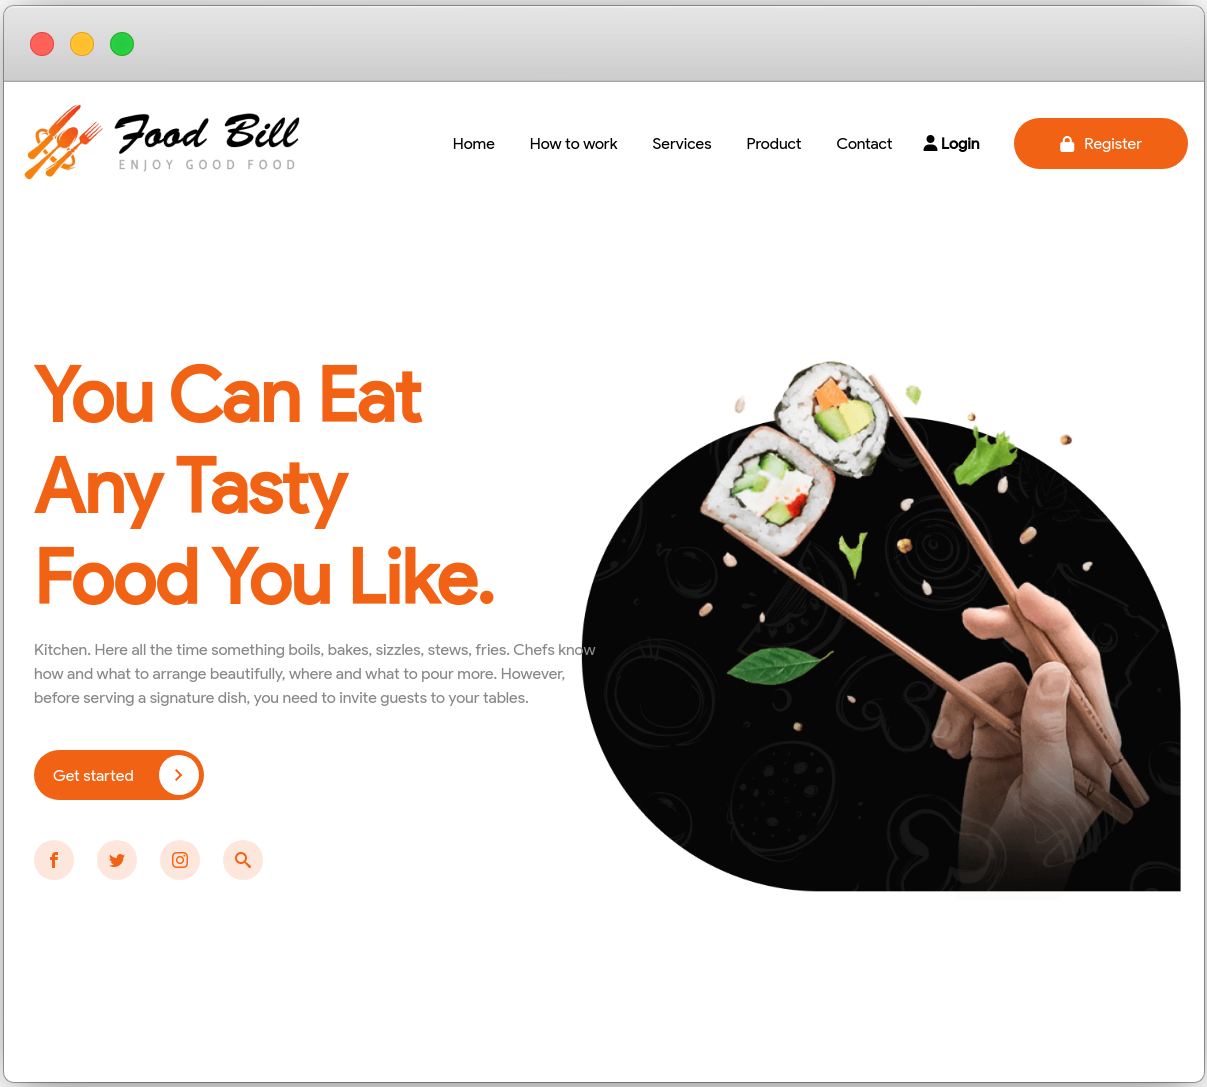 Food Bill
ENJOY GOOD FOOD
Home How to work Services Product Contact Login Register
You Can Eat
Any Tasty
Food You Like.
Kitchen. Here all the time something boils, bakes, sizzles, stews, fries. Chefs know
how and what to arrange beautifully, where and what to pour more. However,
before serving a signature dish, you need to invite guests to your tables.
Get started